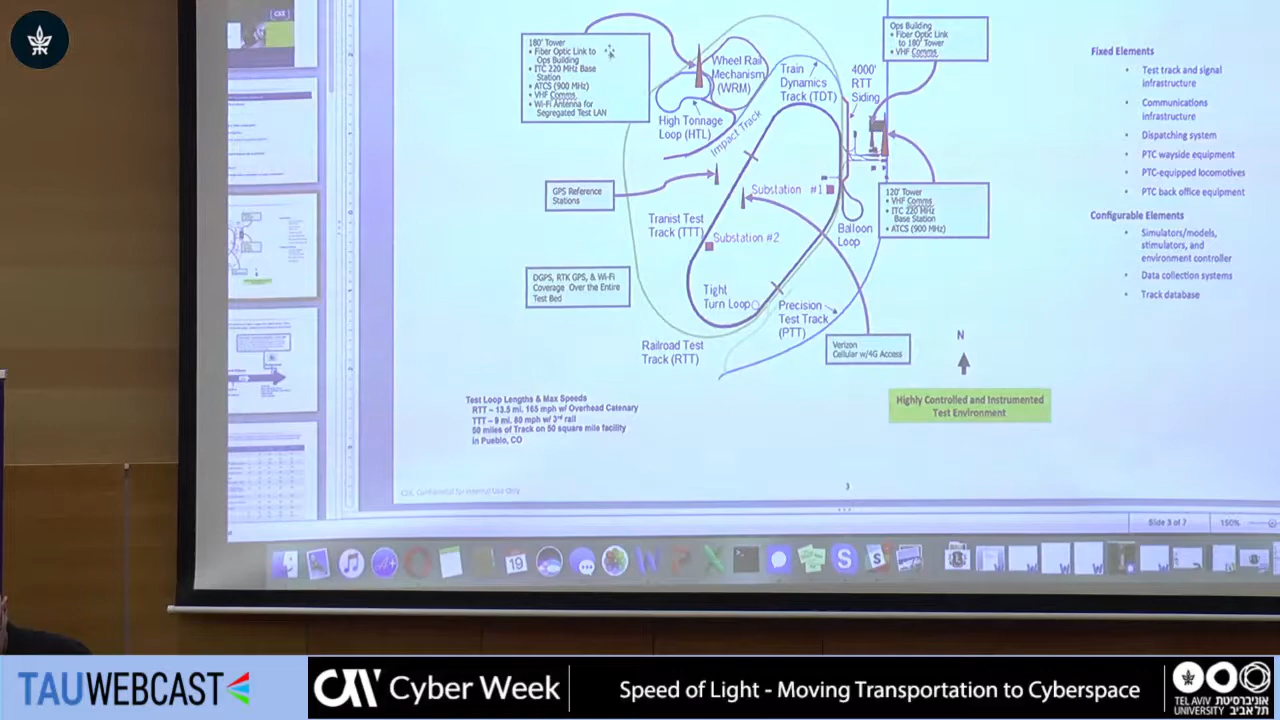 180' Tower
• Fiber Optic Link to
Ops Building
• ITC 220 MHz Base
Station
• ATCS (900 MHz)
• VHF Comms
• Wi-Fi Antenna for
Segregated Test LAN
Wheel Rail
Mechanism
(WRM)
High Tonnage
Loop (HTL)
Impact Track
Train
Dynamics
Track (TDT)
4000'
RTT
Siding
Ops Building
• Fiber Optic Link
to 180' Tower
• VHF Comms
GPS Reference
Stations
Substation #1
120' Tower
• VHF Comms
• ITC 220 MHz
Base Station
• ATCS (900 MHz)
Tranist Test
Track (TTT)
Substation #2
Balloon
Loop
DGPS, RTK GPS, & Wi-Fi
Coverage Over the Entire
Test Bed
Tight
Turn Loop
Precision
Test Track
(PTT)
Railroad Test
Track (RTT)
Verizon
Cellular w/4G Access
N
Highly Controlled and Instrumented
Test Environment
Test Loop Lengths & Max Speeds
RTT – 13.5 mi. 165 mph w/ Overhead Catenary
TTT – 9 mi. 80 mph w/ 3rd rail
50 miles of Track on 50 square mile facility
in Pueblo, CO
Fixed Elements
• Test track and signal
infrastructure
• Communications
infrastructure
• Dispatching system
• PTC wayside equipment
• PTC-equipped locomotives
• PTC back office equipment
Configurable Elements
• Simulators/models,
stimulators, and
environment controller
• Data collection systems
• Track database
Confidential for Internal Use Only
3
Slide 3 of 7
150%
19
TAUWEBCAST
Cyber Week
Speed of Light - Moving Transportation to Cyberspace
TEL AVIV
UNIVERSITY
אוניברסיטת
תל אביב